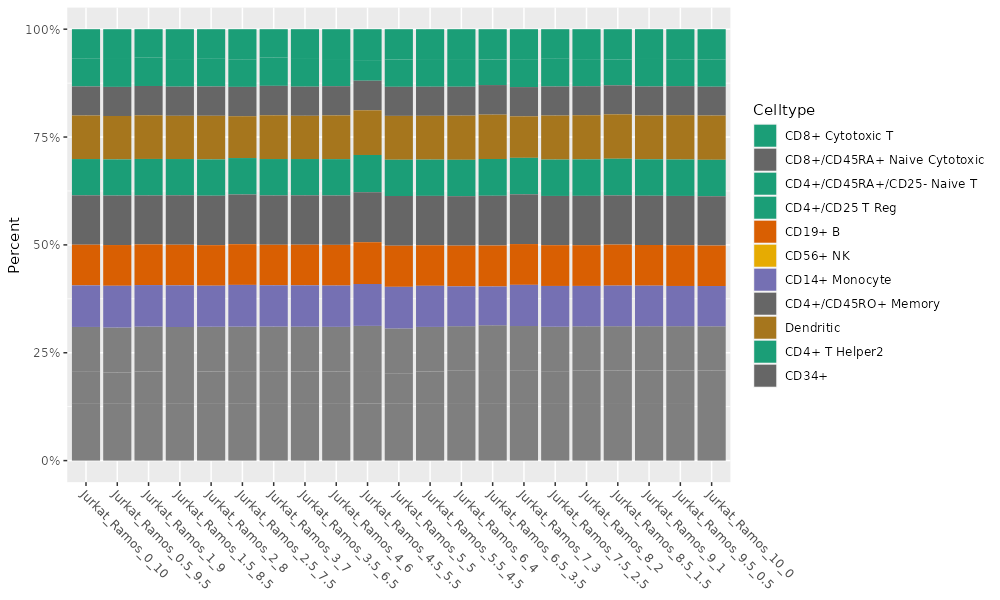 100%
75%
50%
25%
0%
Percent
Jurkat_Ramos_0_10
Jurkat_Ramos_0.5_9.5
Jurkat_Ramos_1_9
Jurkat_Ramos_1.5_8.5
Jurkat_Ramos_2_8
Jurkat_Ramos_2.5_7.5
Jurkat_Ramos_3_7
Jurkat_Ramos_3.5_6.5
Jurkat_Ramos_4_6
Jurkat_Ramos_4.5_5.5
Jurkat_Ramos_5_5
Jurkat_Ramos_5.5_4.5
Jurkat_Ramos_6_4
Jurkat_Ramos_6.5_3.5
Jurkat_Ramos_7_3
Jurkat_Ramos_7.5_2.5
Jurkat_Ramos_8_2
Jurkat_Ramos_8.5_1.5
Jurkat_Ramos_9_1
Jurkat_Ramos_9.5_0.5
Jurkat_Ramos_10_0
Celltype
CD8+ Cytotoxic T
CD8+/CD45RA+ Naive Cytotoxic
CD4+/CD45RA+/CD25- Naive T
CD4+/CD25 T Reg
CD19+ B
CD56+ NK
CD14+ Monocyte
CD4+/CD45RO+ Memory
Dendritic
CD4+ T Helper2
CD34+